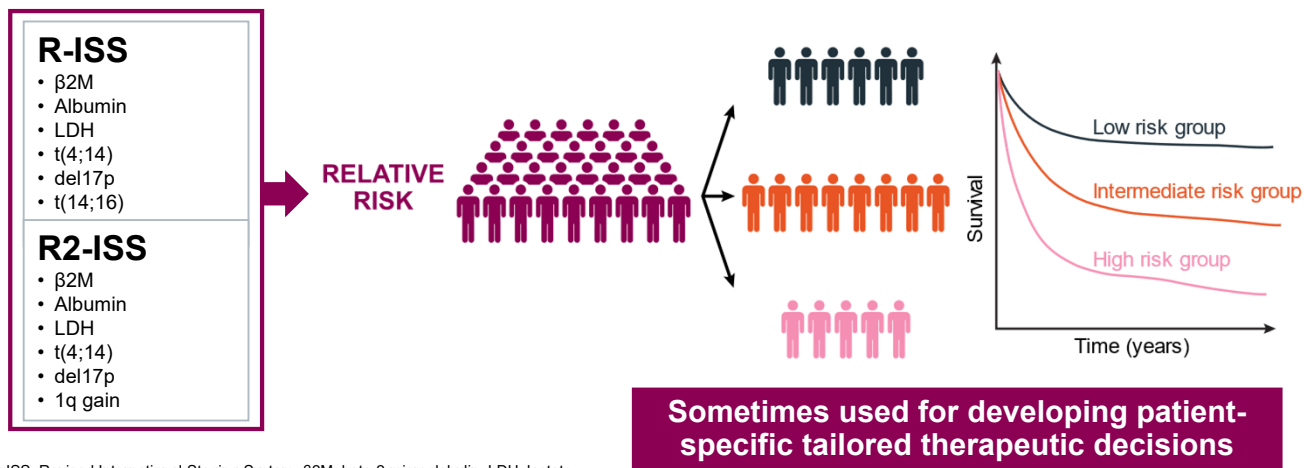 R-ISS
• β2M
• Albumin
• LDH
• t(4;14)
• del17p
• t(14;16)
R2-ISS
• β2M
• Albumin
• LDH
• t(4;14)
• del17p
• 1q gain
RELATIVE
RISK
Survival
Low risk group
Intermediate risk group
High risk group
Time (years)
Sometimes used for developing patient-
specific tailored therapeutic decisions